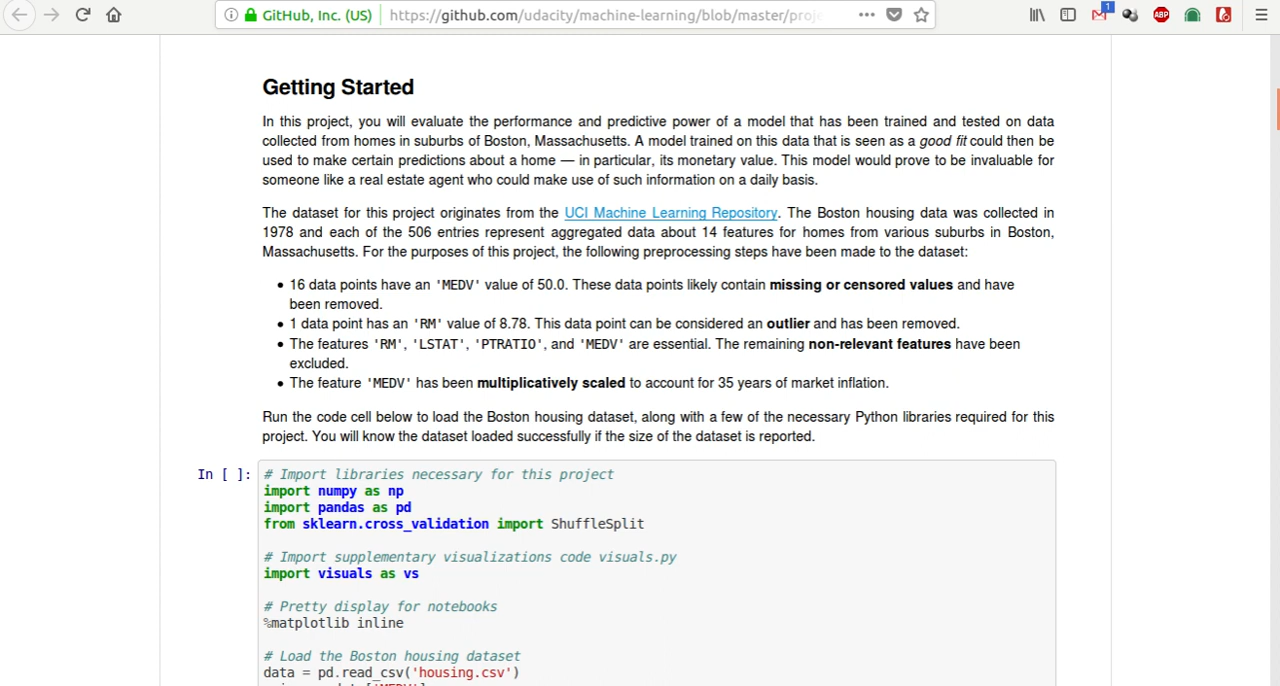 GitHub, Inc. (US) https://github.com/udacity/machine-learning/blob/master/proje
1
ABP
Getting Started
In this project, you will evaluate the performance and predictive power of a model that has been trained and tested on data
collected from homes in suburbs of Boston, Massachusetts. A model trained on this data that is seen as a good fit could then be
used to make certain predictions about a home — in particular, its monetary value. This model would prove to be invaluable for
someone like a real estate agent who could make use of such information on a daily basis.
The dataset for this project originates from the UCI Machine Learning Repository. The Boston housing data was collected in
1978 and each of the 506 entries represent aggregated data about 14 features for homes from various suburbs in Boston,
Massachusetts. For the purposes of this project, the following preprocessing steps have been made to the dataset:
• 16 data points have an 'MEDV' value of 50.0. These data points likely contain missing or censored values and have
been removed.
• 1 data point has an 'RM' value of 8.78. This data point can be considered an outlier and has been removed.
• The features 'RM', 'LSTAT', 'PTRATIO', and 'MEDV' are essential. The remaining non-relevant features have been
excluded.
• The feature 'MEDV' has been multiplicatively scaled to account for 35 years of market inflation.
Run the code cell below to load the Boston housing dataset, along with a few of the necessary Python libraries required for this
project. You will know the dataset loaded successfully if the size of the dataset is reported.
In [ ]: # Import libraries necessary for this project
import numpy as np
import pandas as pd
from sklearn.cross_validation import ShuffleSplit
# Import supplementary visualizations code visuals.py
import visuals as vs
# Pretty display for notebooks
%matplotlib inline
# Load the Boston housing dataset
data = pd.read_csv('housing.csv')